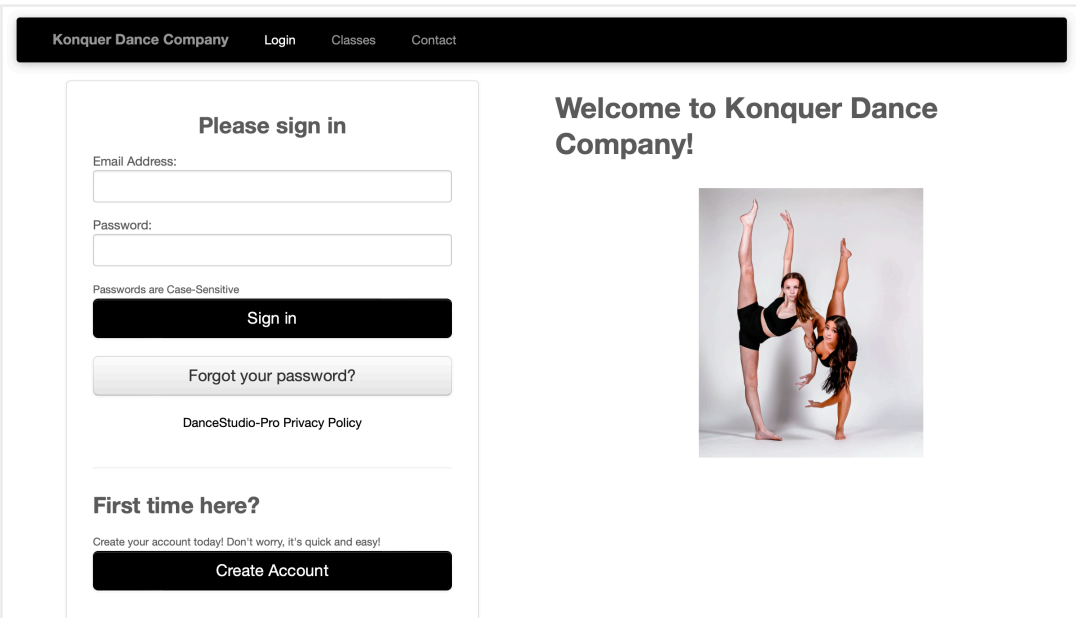 Konquer Dance Company Login Classes Contact
Please sign in
Email Address:
Password:
Passwords are Case-Sensitive
Sign in
Forgot your password?
DanceStudio-Pro Privacy Policy
First time here?
Create your account today! Don't worry, it's quick and easy!
Create Account
Welcome to Konquer Dance
Company!